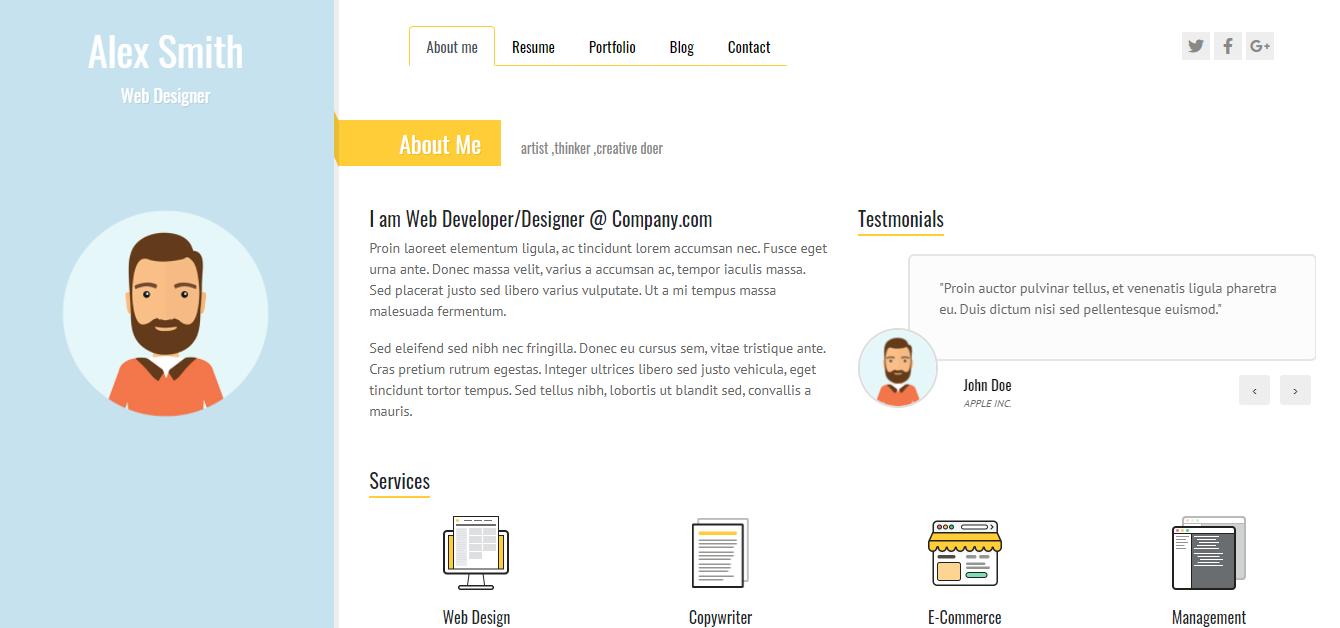 Alex Smith
Web Designer
About me
Resume
Portfolio
Blog
Contact
G+
About Me
artist ,thinker ,creative doer
I am Web Developer/Designer @ Company.com
Proin laoreet elementum ligula, ac tincidunt lorem accumsan nec. Fusce eget
urna ante. Donec massa velit, varius a accumsan ac, tempor iaculis massa.
Sed placerat justo sed libero varius vulputate. Ut a mi tempus massa
malesuada fermentum.
Sed eleifend sed nibh nec fringilla. Donec eu cursus sem, vitae tristique ante.
Cras pretium rutrum egestas. Integer ultrices libero sed justo vehicula, eget
tincidunt tortor tempus. Sed tellus nibh, lobortis ut blandit sed, convallis a
mauris.
Testmonials
"Proin auctor pulvinar tellus, et venenatis ligula pharetra
eu. Duis dictum nisi sed pellentesque euismod."
John Doe
APPLE INC.
‹ ›
Services
Web Design
Copywriter
E-Commerce
Management